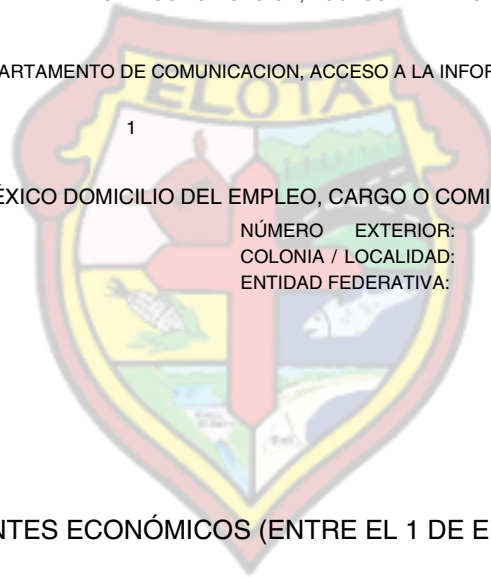 ARTAMENTO DE COMUNICACION, ACCESO A LA INFOR
ELOTA
1
ÉXICO DOMICILIO DEL EMPLEO, CARGO O COMI
NÚMERO EXTERIOR:
COLONIA / LOCALIDAD:
ENTIDAD FEDERATIVA:
NTES ECONÓMICOS (ENTRE EL 1 DE E